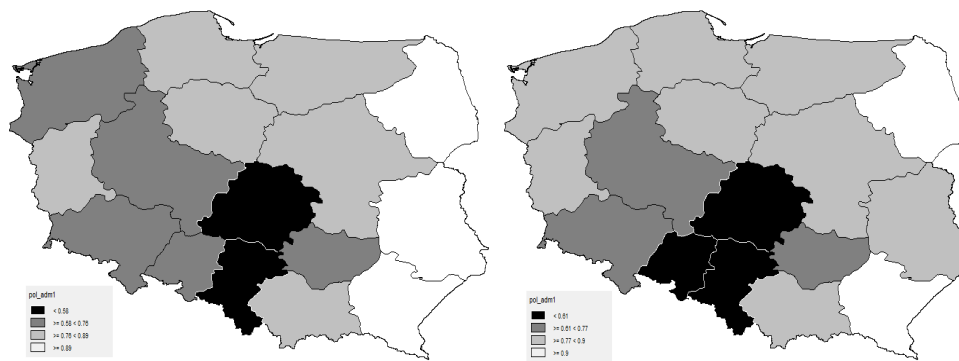 pol_adm1
< 0.58
>= 0.58 < 0.76
>= 0.76 < 0.89
>= 0.89
pol_adm1
< 0.61
>= 0.61 < 0.77
>= 0.77 < 0.9
>= 0.9